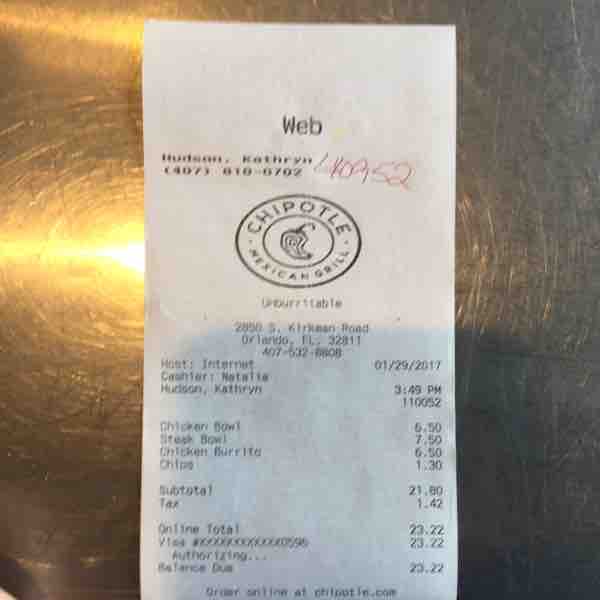 Web
Hudson, Kathryn
(407) 810-0702
40952
CHIPOTLE
MEXICAN GRILL
Unburritable
2850 S. Kirkman Road
Orlando, FL. 32811
407-532-8808
Host: Internet 01/29/2017
Cashier: Natalia
Hudson, Kathryn 3:49 PM
110052
Chicken Bowl 6.50
Steak Bowl 7.50
Chicken Burrito 6.50
Chips 1.30
Subtotal 21.80
Tax 1.42
Online Total 23.22
Visa #XXXXXXXXXXXX0596 23.22
Authorizing...
Balance Due 23.22
Order online at chipotle.com